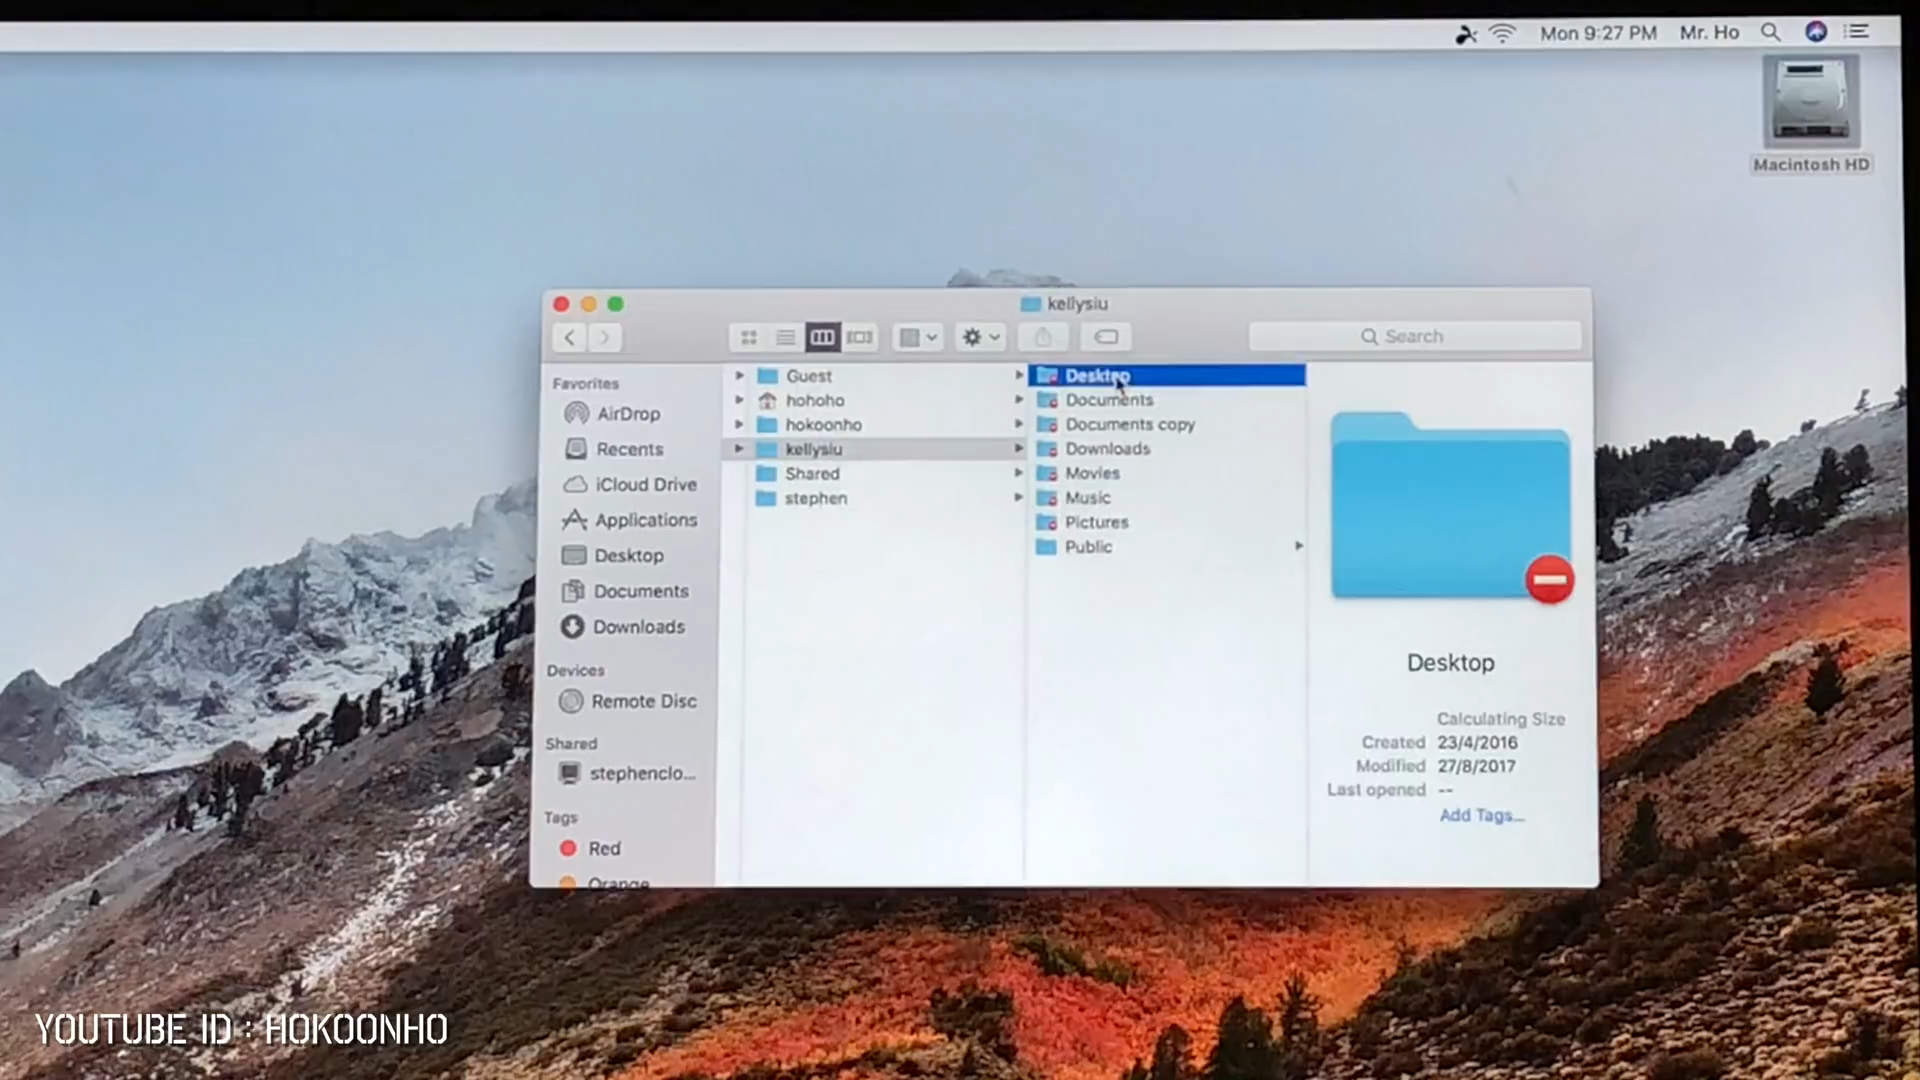 Mon 9:27 PM Mr. Ho
Macintosh HD
kellysiu
Search
Favorites
AirDrop
Recents
iCloud Drive
Applications
Desktop
Documents
Downloads
Devices
Remote Disc
Shared
stephenclo...
Tags
Red
Orange
Guest
hohoho
hokoonho
kellysiu
Shared
stephen
Desktop
Documents
Documents copy
Downloads
Movies
Music
Pictures
Public
Desktop
Calculating Size
Created 23/4/2016
Modified 27/8/2017
Last opened --
Add Tags...
YOUTUBE ID : HOKOONHO